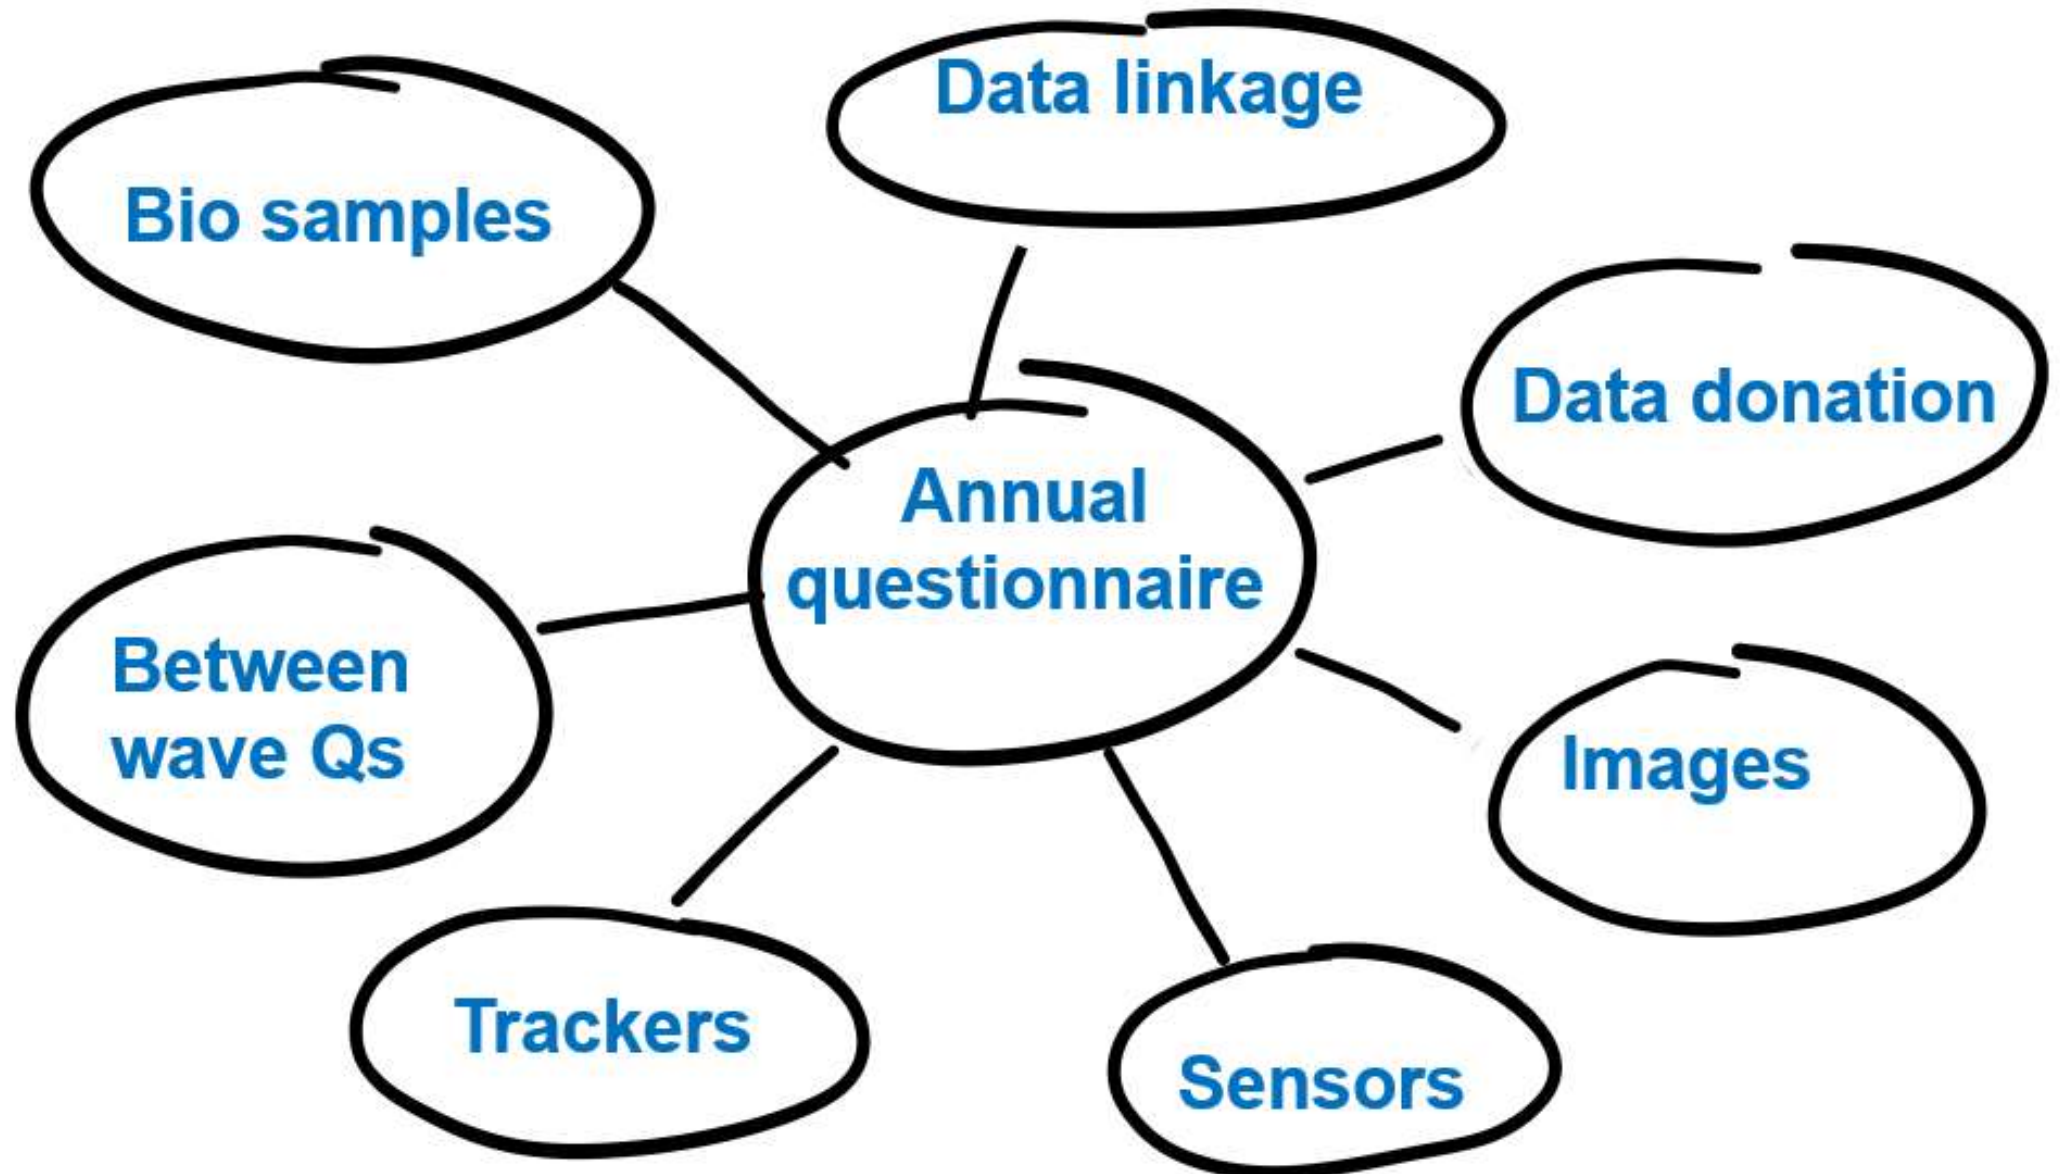 Data linkage
Bio samples
Data donation
Annual
questionnaire
Between
wave Qs
Images
Trackers
Sensors